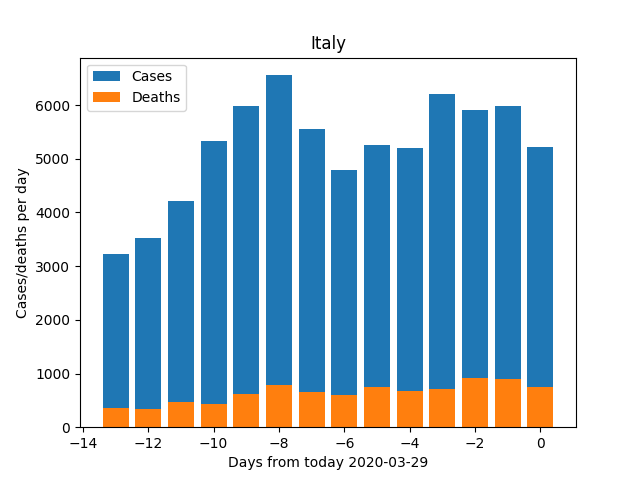 Italy
Cases
Deaths
6000
5000
4000
3000
2000
1000
0
Cases/deaths per day
−14 −12 −10 −8 −6 −4 −2 0
Days from today 2020-03-29